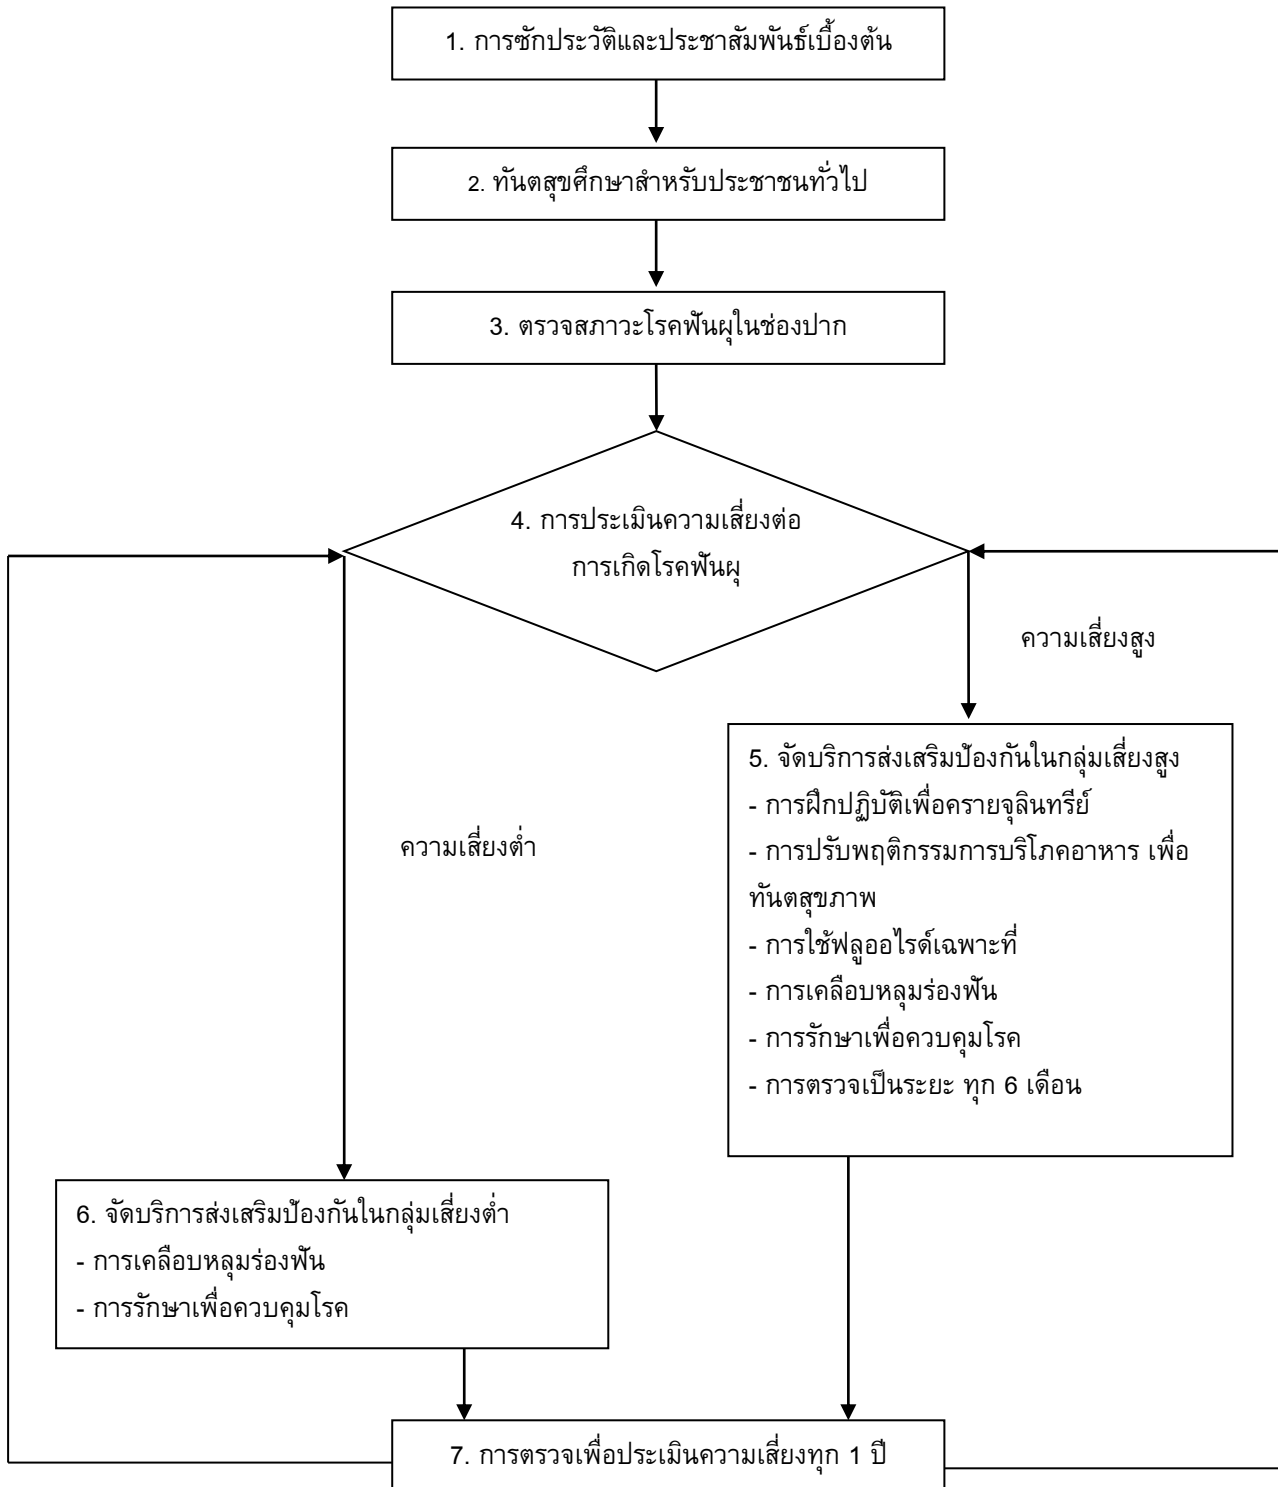 1. การซักประวัติและประชาสัมพันธ์เบื้องต้น
2. ทันตสุขศึกษาสำหรับประชาชนทั่วไป
3. ตรวจสภาวะโรคฟันผุในช่องปาก
4. การประเมินความเสี่ยงต่อ
การเกิดโรคฟันผุ
ความเสี่ยงสูง
5. จัดบริการส่งเสริมป้องกันในกลุ่มเสี่ยงสูง
- การฝึกปฏิบัติเพื่อครายจุลินทรีย์
- การปรับพฤติกรรมการบริโภคอาหาร เพื่อ
ทันตสุขภาพ
- การใช้ฟลูออไรด์เฉพาะที่
- การเคลือบหลุมร่องฟัน
- การรักษาเพื่อควบคุมโรค
- การตรวจเป็นระยะ ทุก 6 เดือน
ความเสี่ยงต่ำ
6. จัดบริการส่งเสริมป้องกันในกลุ่มเสี่ยงต่ำ
- การเคลือบหลุมร่องฟัน
- การรักษาเพื่อควบคุมโรค
7. การตรวจเพื่อประเมินความเสี่ยงทุก 1 ปี